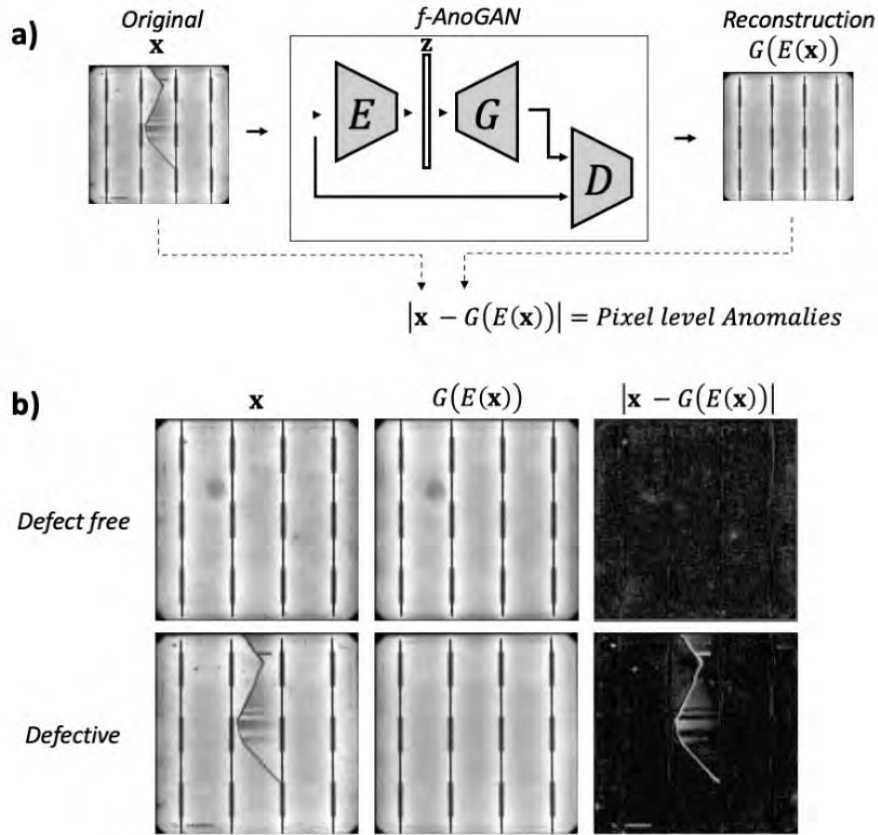 a)
Original
x
f-AnoGAN
Reconstruction
G(E(x))
E
z
G
D
|x − G(E(x))| = Pixel level Anomalies
b)
x
G(E(x))
|x − G(E(x))|
Defect free
Defective